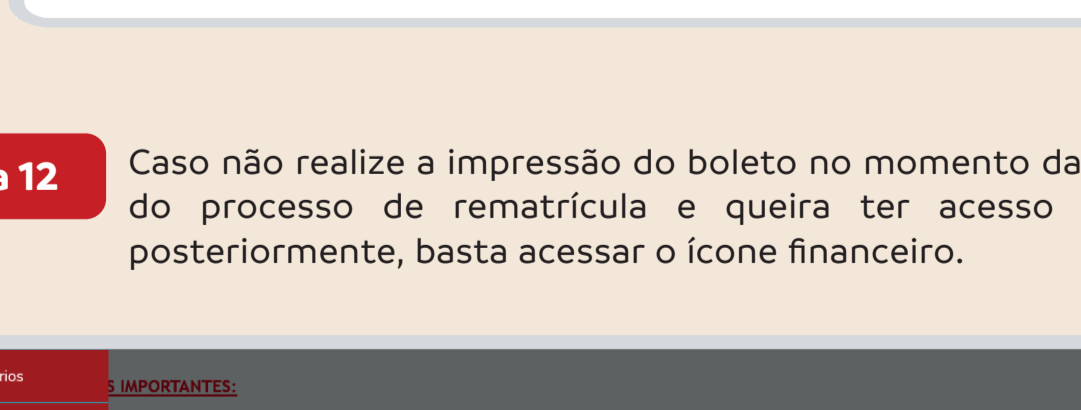 12
Caso não realize a impressão do boleto no momento da
do processo de rematrícula e queira ter acesso
posteriormente, basta acessar o ícone financeiro.
IMPORTANTES: